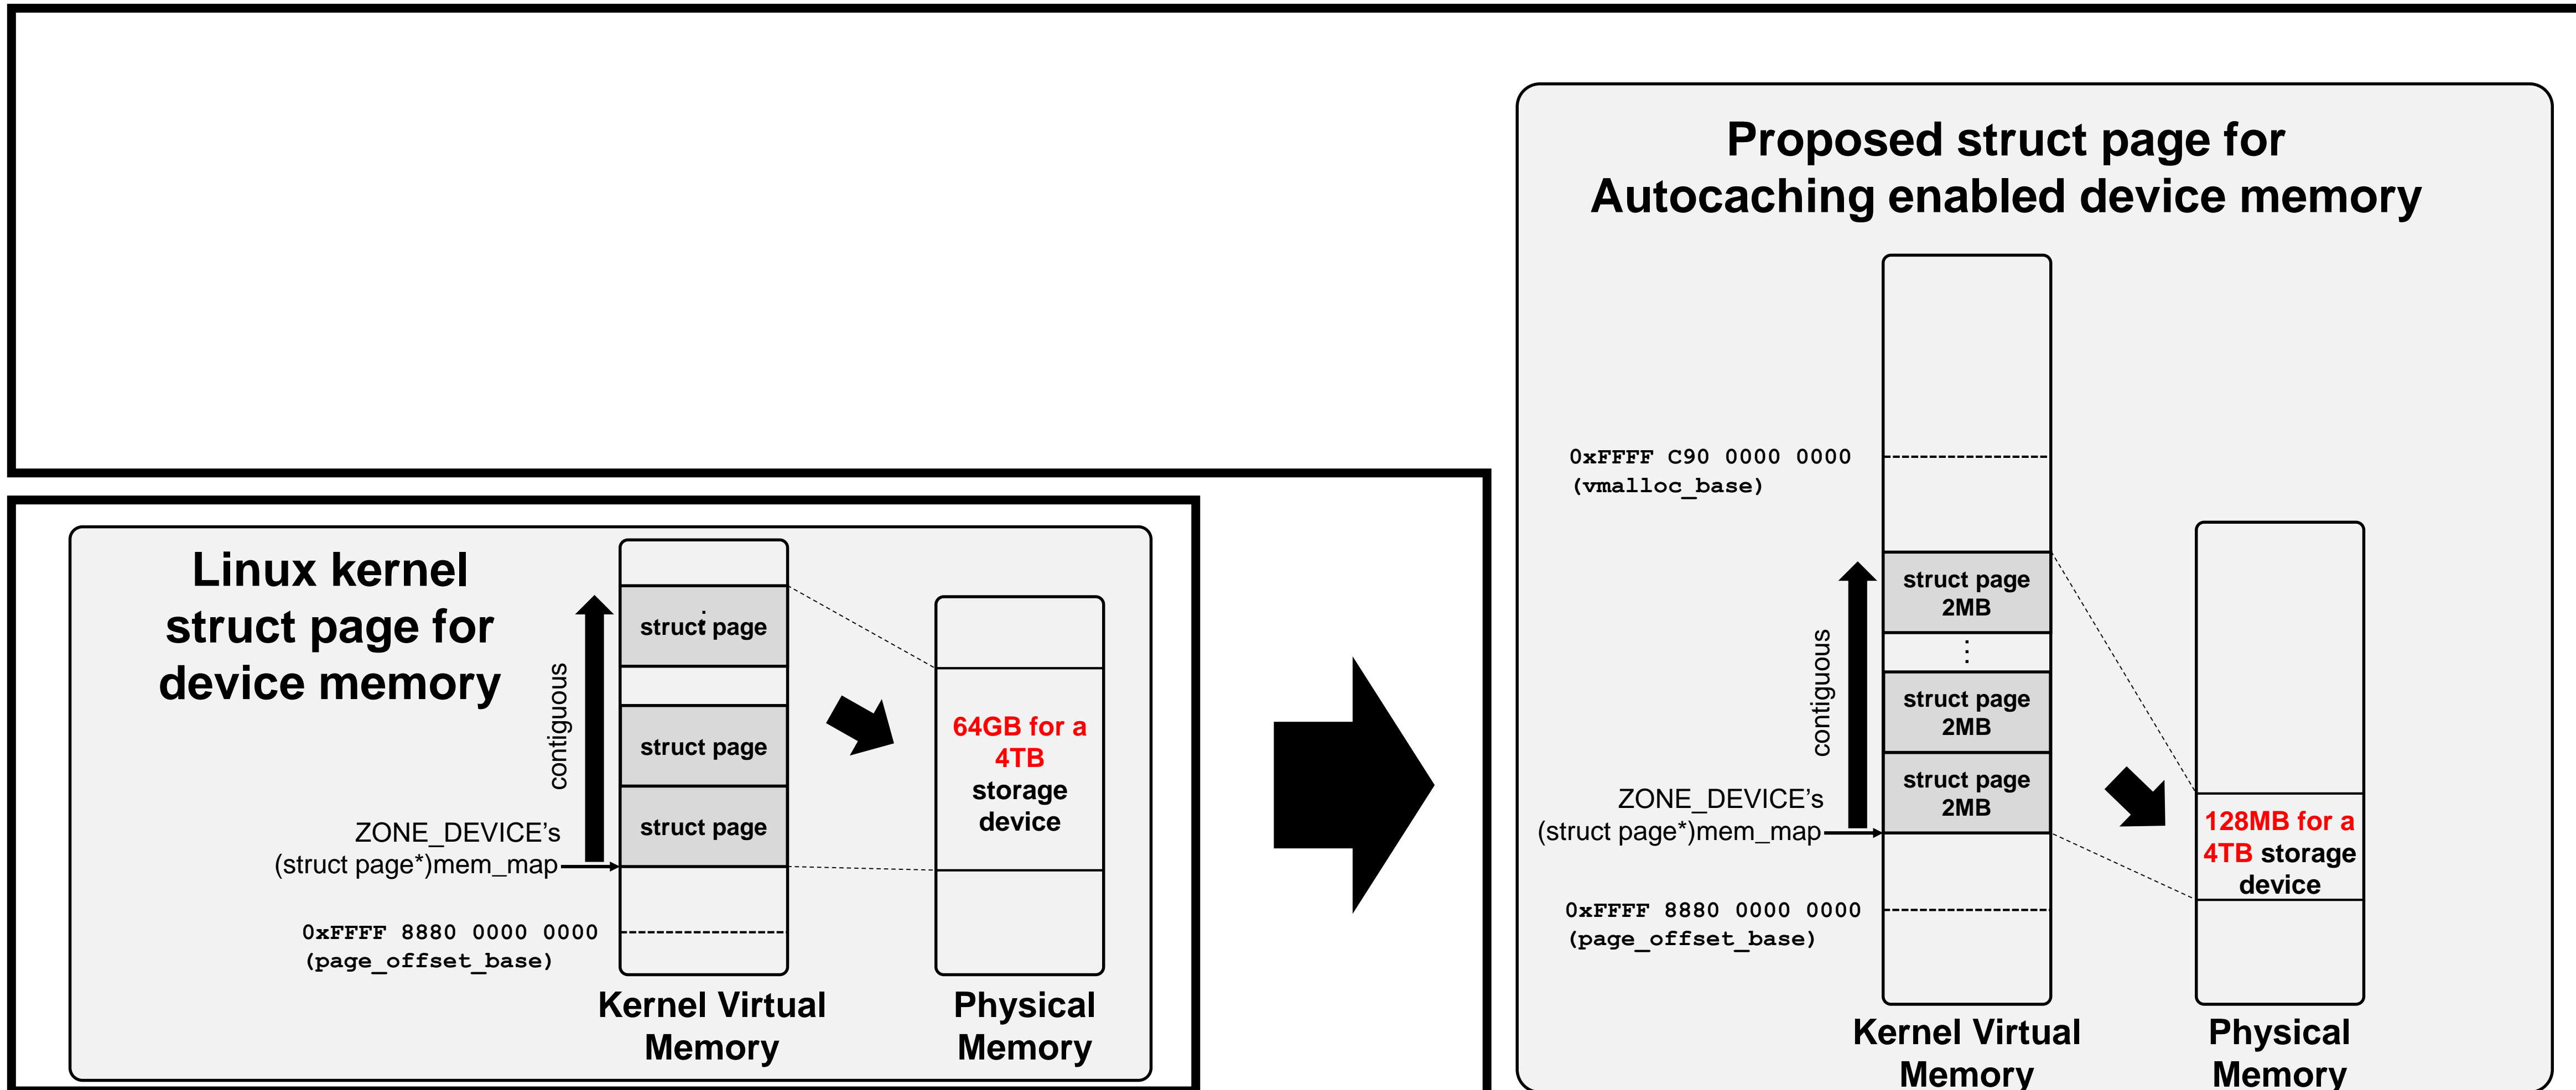 Linux kernel
struct page for
device memory
contiguous
ZONE_DEVICE's
(struct page*)mem_map
0xFFFF 8880 0000 0000
(page_offset_base)
struct page
⋮
struct page
struct page
Kernel Virtual
Memory
64GB for a
4TB
storage
device
Physical
Memory
Proposed struct page for
Autocaching enabled device memory
0xFFFF C90 0000 0000
(vmalloc_base)
contiguous
ZONE_DEVICE's
(struct page*)mem_map
0xFFFF 8880 0000 0000
(page_offset_base)
struct page
2MB
⋮
struct page
2MB
struct page
2MB
Kernel Virtual
Memory
128MB for a
4TB storage
device
Physical
Memory